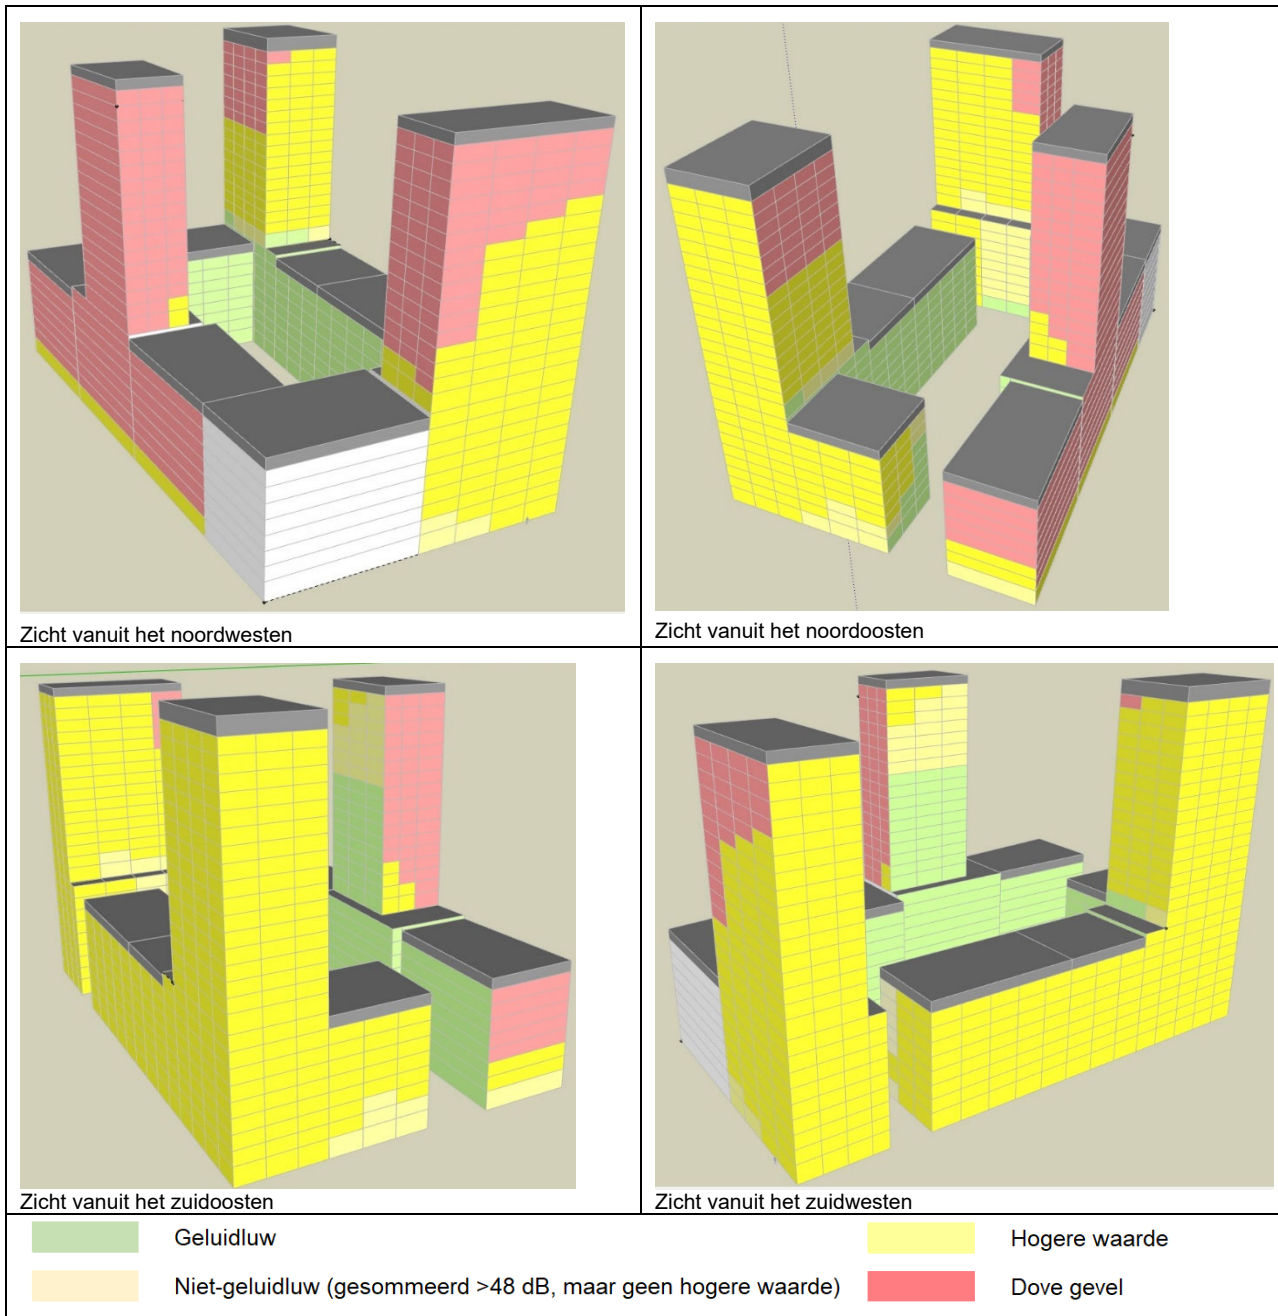 Zicht vanuit het noordwesten
Zicht vanuit het noordoosten
Zicht vanuit het zuidoosten
Zicht vanuit het zuidwesten
Geluidluw
Hogere waarde
Niet-geluidluw (gesommeerd >48 dB, maar geen hogere waarde)
Dove gevel